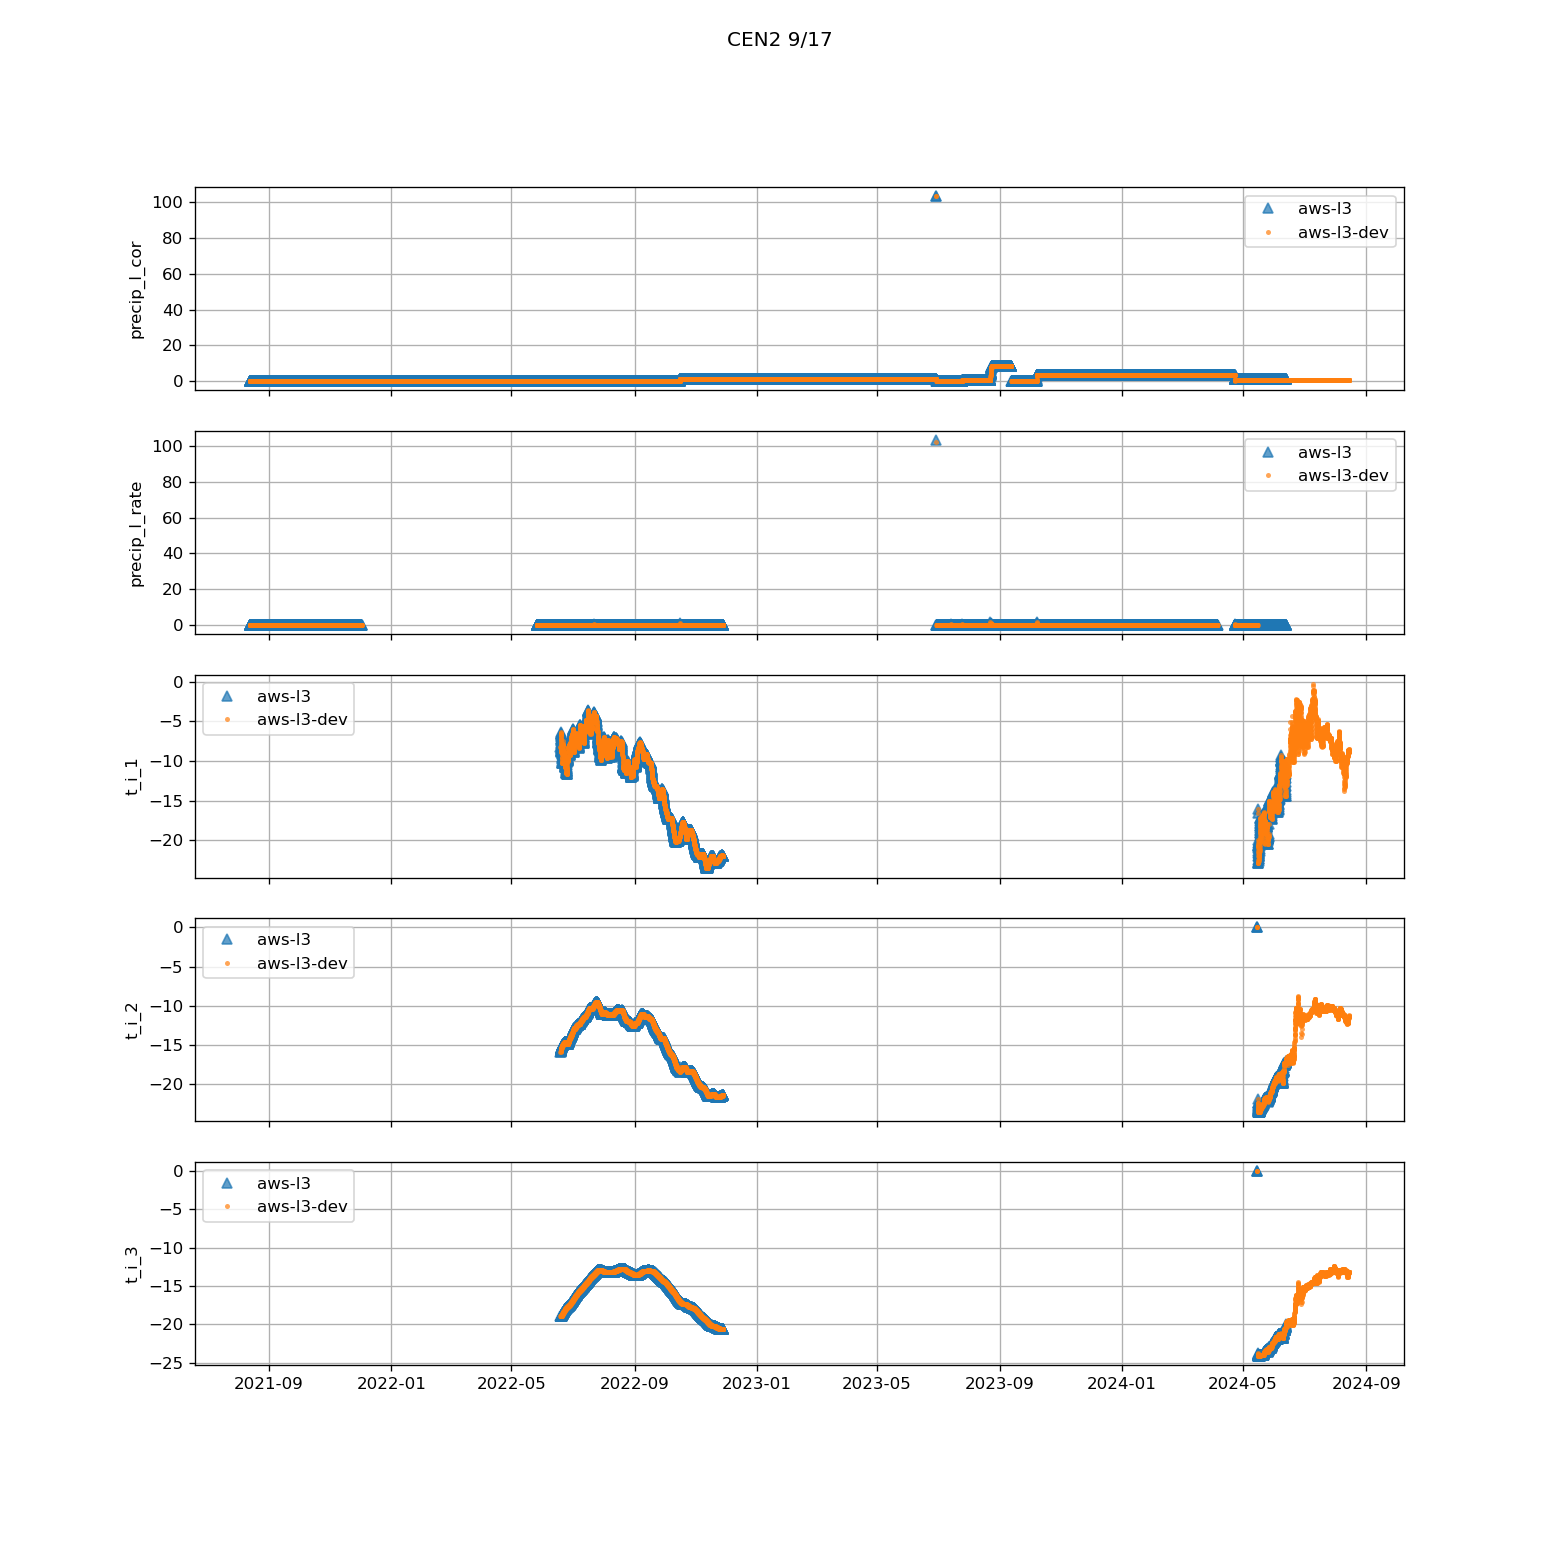 CEN2 9/17
precip_l_cor
100
80
60
40
20
0
aws-l3
aws-l3-dev
precip_l_rate
100
80
60
40
20
0
aws-l3
aws-l3-dev
t_i_1
0
−5
−10
−15
−20
aws-l3
aws-l3-dev
t_i_2
0
−5
−10
−15
−20
aws-l3
aws-l3-dev
t_i_3
0
−5
−10
−15
−20
−25
aws-l3
aws-l3-dev
2021-09 2022-01 2022-05 2022-09 2023-01 2023-05 2023-09 2024-01 2024-05 2024-09